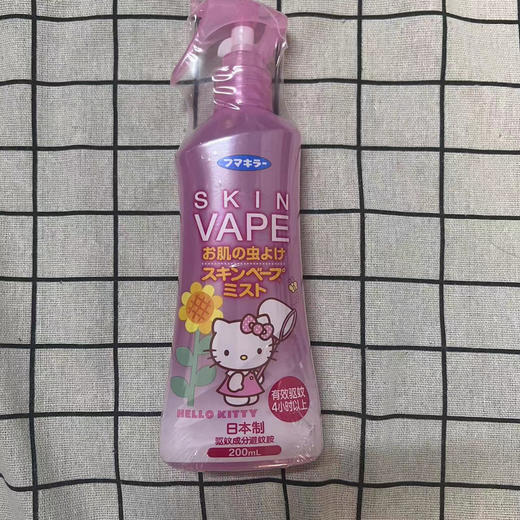 フマキラー
SKIN
VAPE
お肌の虫よけ
スキンベープ
ミスト
有效驱蚊
4小时以上
HELLO KITTY
日本制
驱蚊成分避蚊胺
200mL